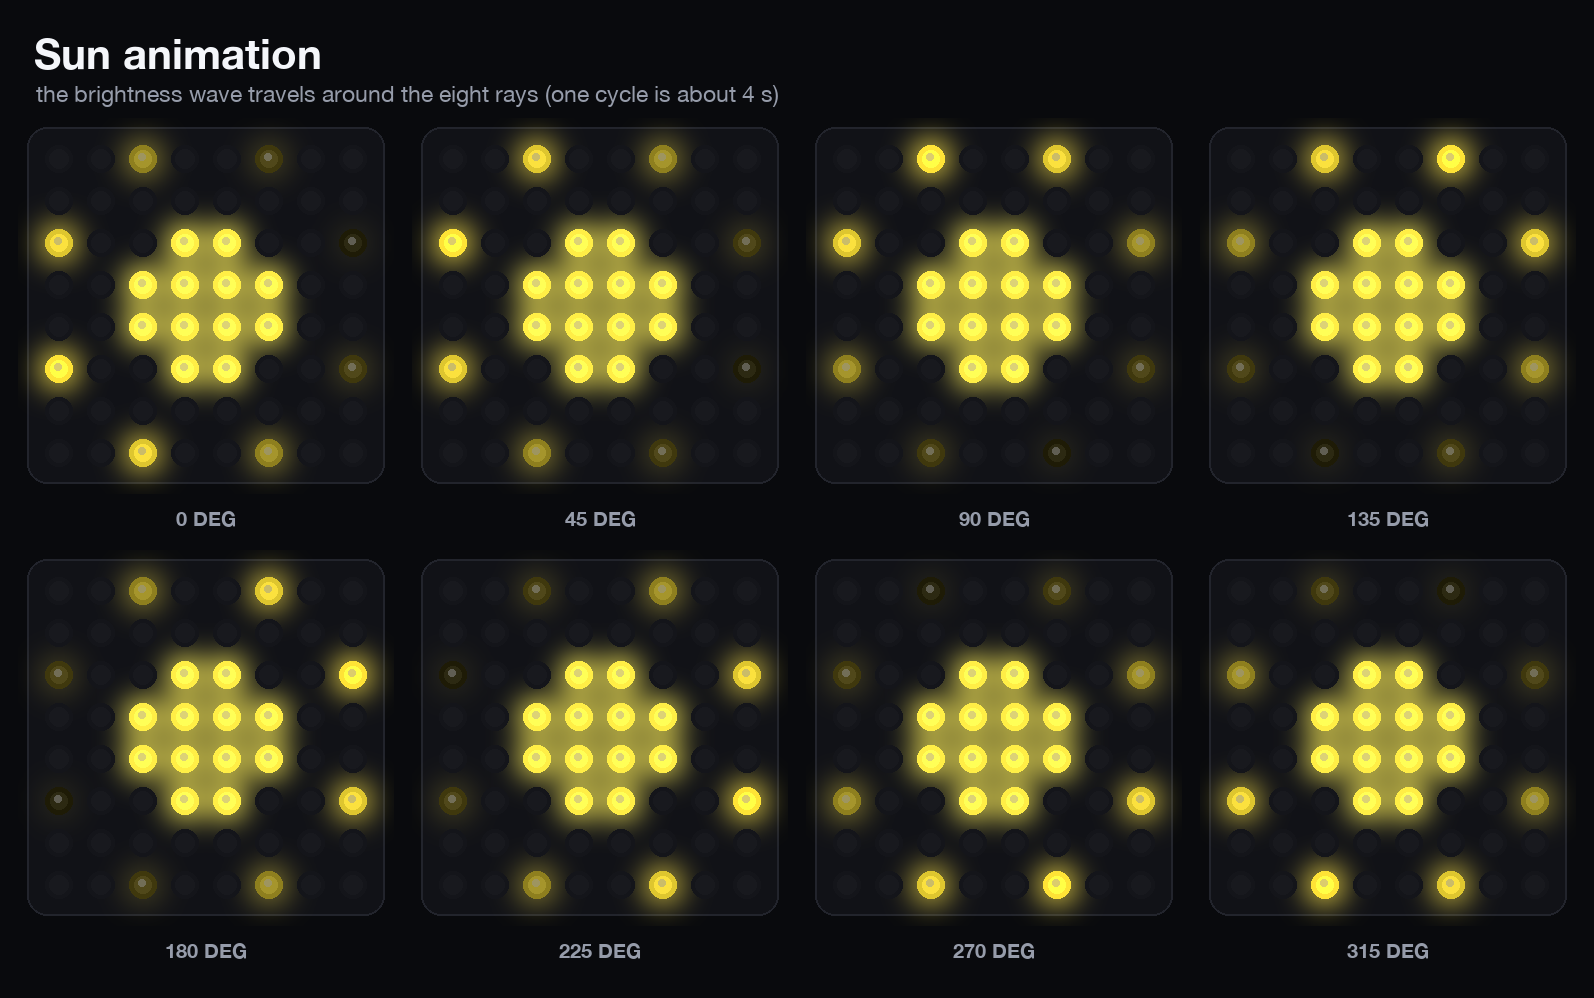 Sun animation
the brightness wave travels around the eight rays (one cycle is about 4 s)
0 DEG
45 DEG
90 DEG
135 DEG
180 DEG
225 DEG
270 DEG
315 DEG